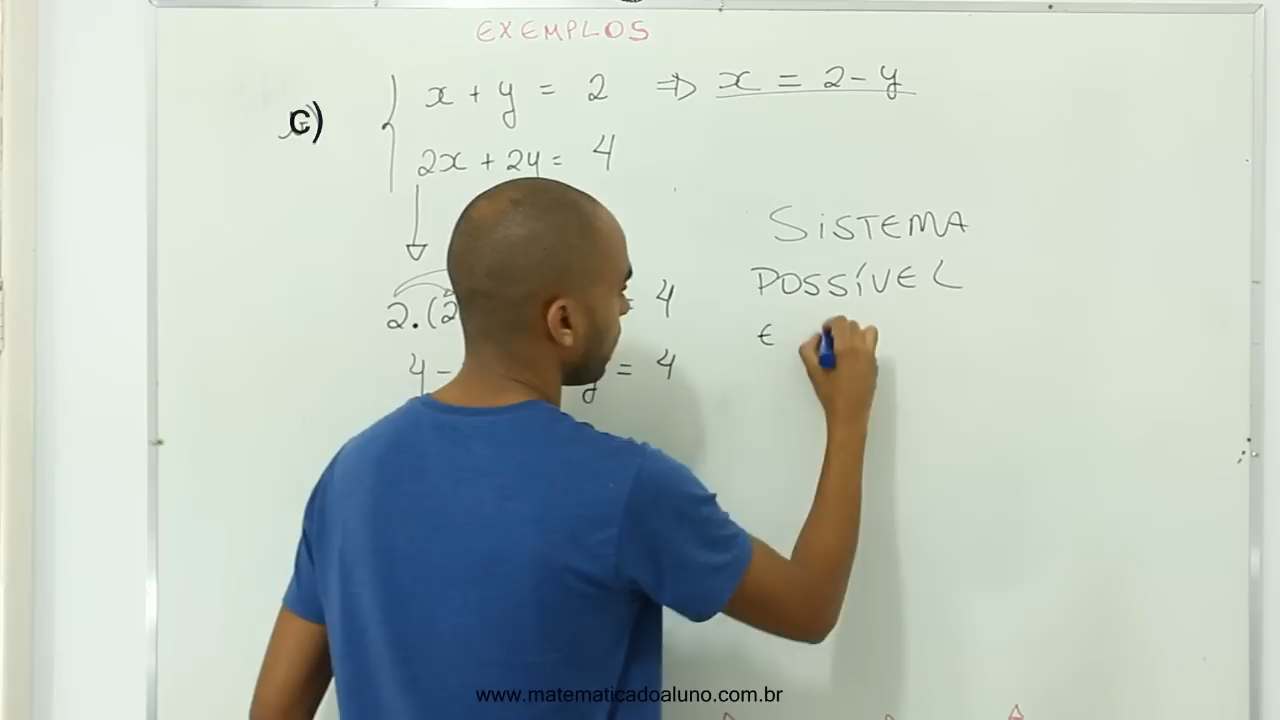 EXEMPLOS
c)
x + y = 2 ⇒ x = 2 - y
2x + 2y = 4
SiSTEMA
POSSÍVEL
2.(2 = 4
E
4 - y = 4
www.matematicadoaluno.com.br